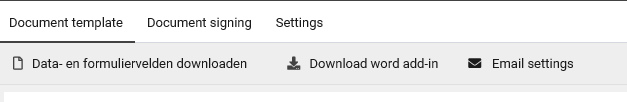 Document template Document signing Settings
Data- en formuliervelden downloaden Download word add-in Email settings